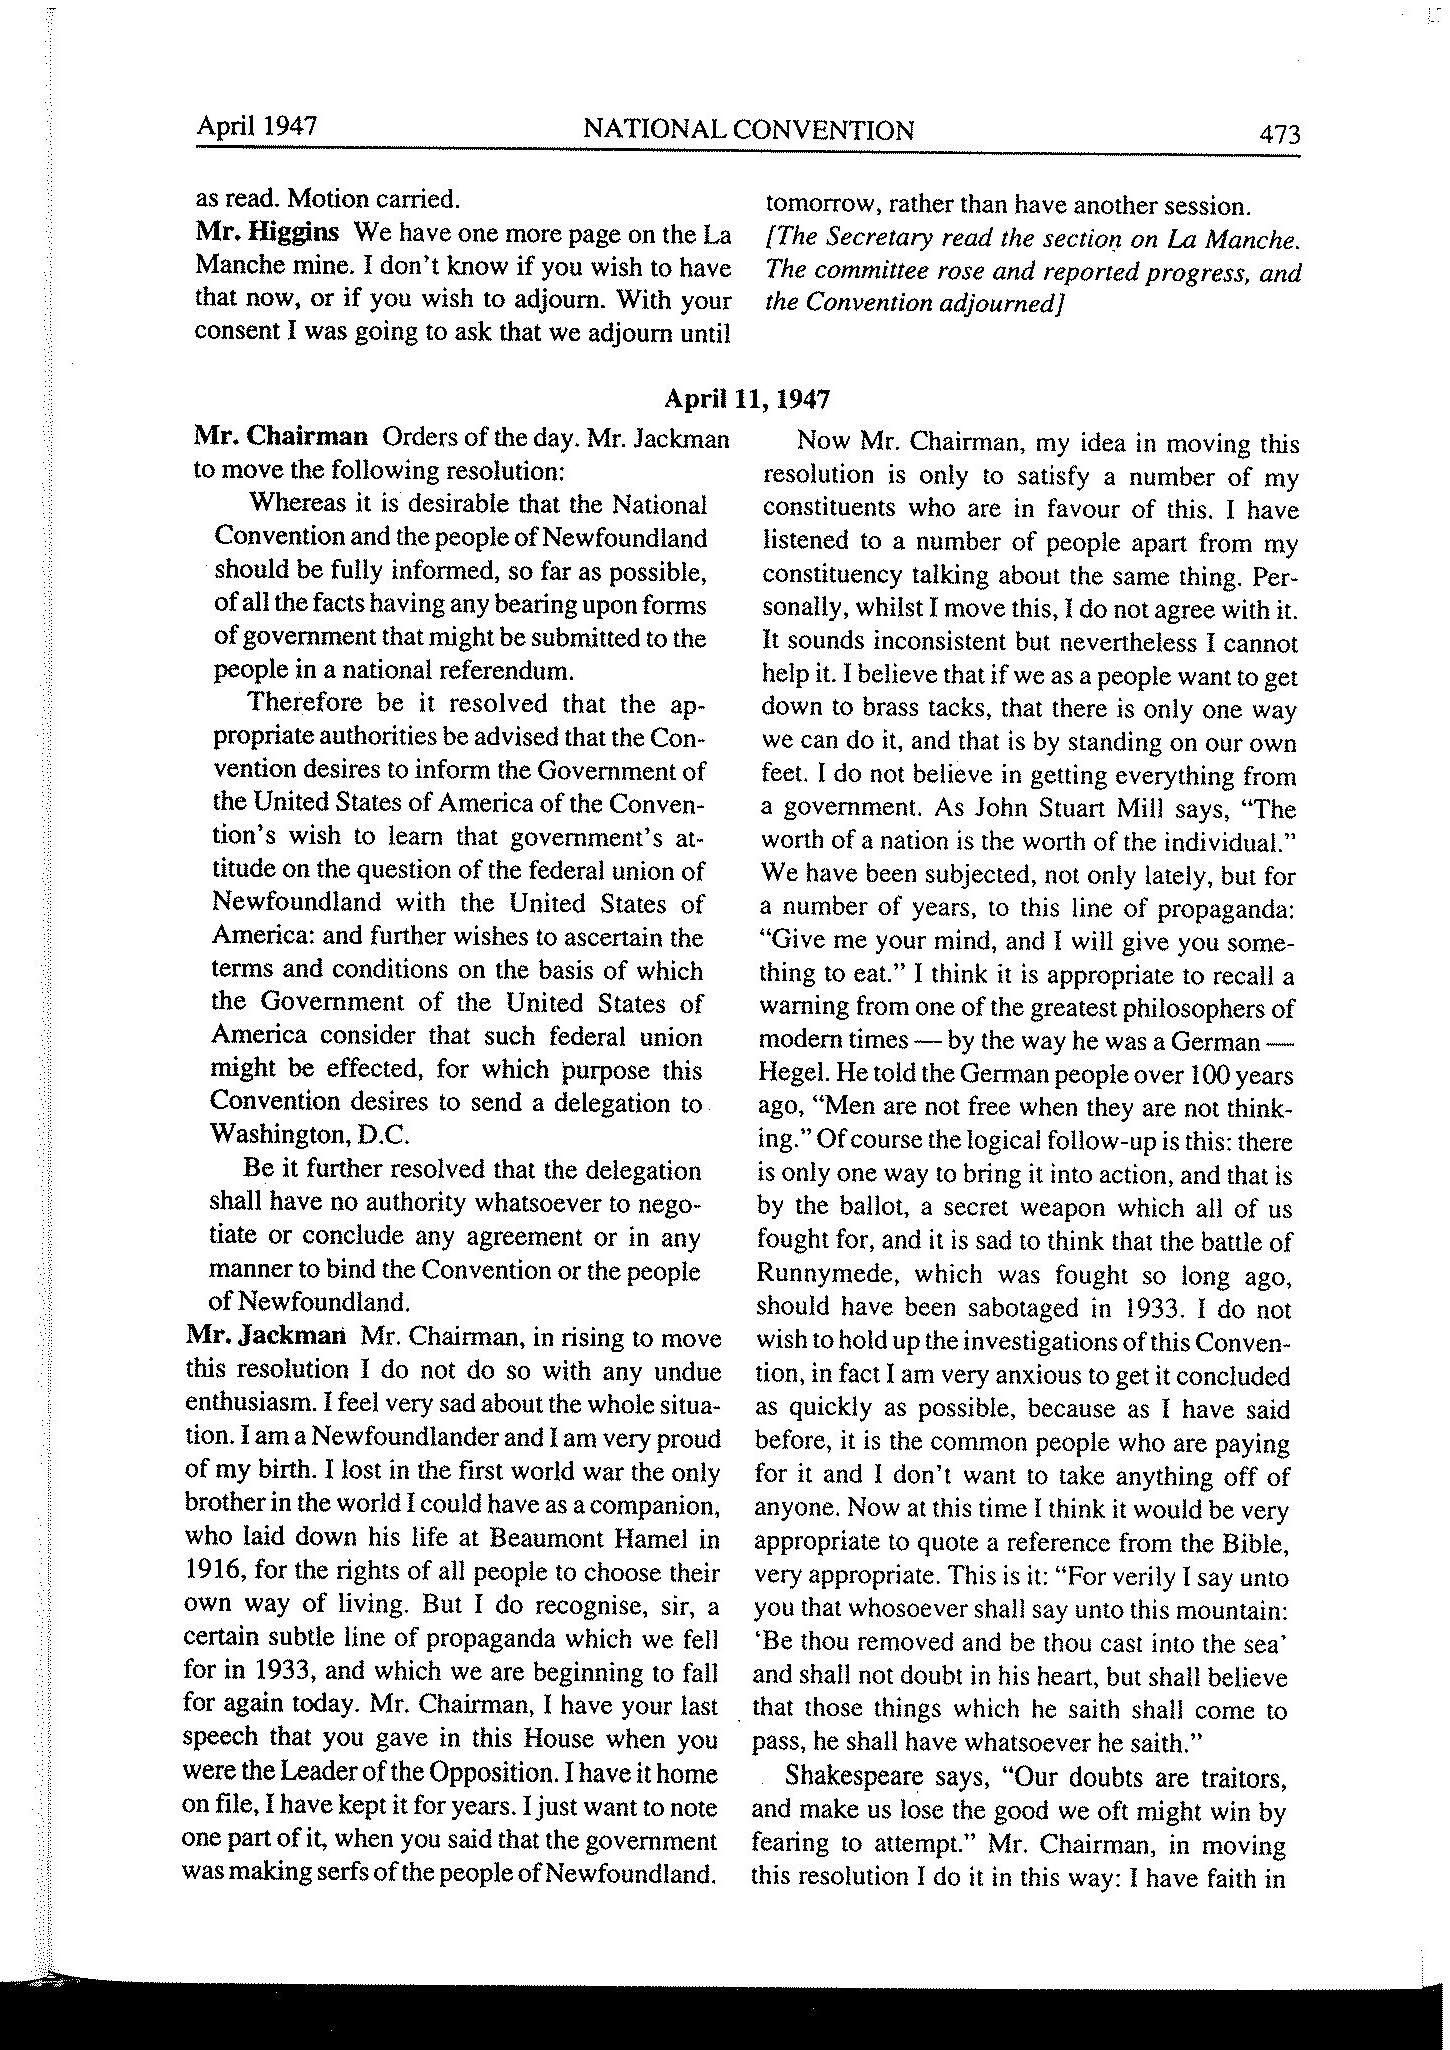 April 1947 NATIONAL CONVENTION 473
as read. Motion carried.
Mr. Higgins We have one more page on the La
Manche mine. I don't know if you wish to have
that now, or if you wish to adjourn. With your
consent I was going to ask that we adjourn until
tomorrow, rather than have another session.
[The Secretary read the section on La Manche.
The committee rose and reported progress, and
the Convention adjourned]
April 11, 1947
Mr. Chairman Orders of the day. Mr. Jackman
to move the following resolution:
Whereas it is desirable that the National
Convention and the people of Newfoundland
should be fully informed, so far as possible,
of all the facts having any bearing upon forms
of government that might be submitted to the
people in a national referendum.
Therefore be it resolved that the ap-
propriate authorities be advised that the Con-
vention desires to inform the Government of
the United States of America of the Conven-
tion's wish to learn that government's at-
titude on the question of the federal union of
Newfoundland with the United States of
America: and further wishes to ascertain the
terms and conditions on the basis of which
the Government of the United States of
America consider that such federal union
might be effected, for which purpose this
Convention desires to send a delegation to
Washington, D.C.
Be it further resolved that the delegation
shall have no authority whatsoever to nego-
tiate or conclude any agreement or in any
manner to bind the Convention or the people
of Newfoundland.
Mr. Jackman Mr. Chairman, in rising to move
this resolution I do not do so with any undue
enthusiasm. I feel very sad about the whole situa-
tion. I am a Newfoundlander and I am very proud
of my birth. I lost in the first world war the only
brother in the world I could have as a companion,
who laid down his life at Beaumont Hamel in
1916, for the rights of all people to choose their
own way of living. But I do recognise, sir, a
certain subtle line of propaganda which we fell
for in 1933, and which we are beginning to fall
for again today. Mr. Chairman, I have your last
speech that you gave in this House when you
were the Leader of the Opposition. I have it home
on file, I have kept it for years. I just want to note
one part of it, when you said that the government
was making serfs of the people of Newfoundland.
Now Mr. Chairman, my idea in moving this
resolution is only to satisfy a number of my
constituents who are in favour of this. I have
listened to a number of people apart from my
constituency talking about the same thing. Per-
sonally, whilst I move this, I do not agree with it.
It sounds inconsistent but nevertheless I cannot
help it. I believe that if we as a people want to get
down to brass tacks, that there is only one way
we can do it, and that is by standing on our own
feet. I do not believe in getting everything from
a government. As John Stuart Mill says, "The
worth of a nation is the worth of the individual."
We have been subjected, not only lately, but for
a number of years, to this line of propaganda:
"Give me your mind, and I will give you some-
thing to eat." I think it is appropriate to recall a
warning from one of the greatest philosophers of
modern times — by the way he was a German —
Hegel. He told the German people over 100 years
ago, "Men are not free when they are not think-
ing." Of course the logical follow-up is this: there
is only one way to bring it into action, and that is
by the ballot, a secret weapon which all of us
fought for, and it is sad to think that the battle of
Runnymede, which was fought so long ago,
should have been sabotaged in 1933. I do not
wish to hold up the investigations of this Conven-
tion, in fact I am very anxious to get it concluded
as quickly as possible, because as I have said
before, it is the common people who are paying
for it and I don't want to take anything off of
anyone. Now at this time I think it would be very
appropriate to quote a reference from the Bible,
very appropriate. This is it: "For verily I say unto
you that whosoever shall say unto this mountain:
'Be thou removed and be thou cast into the sea'
and shall not doubt in his heart, but shall believe
that those things which he saith shall come to
pass, he shall have whatsoever he saith."
Shakespeare says, "Our doubts are traitors,
and make us lose the good we oft might win by
fearing to attempt." Mr. Chairman, in moving
this resolution I do it in this way: I have faith in